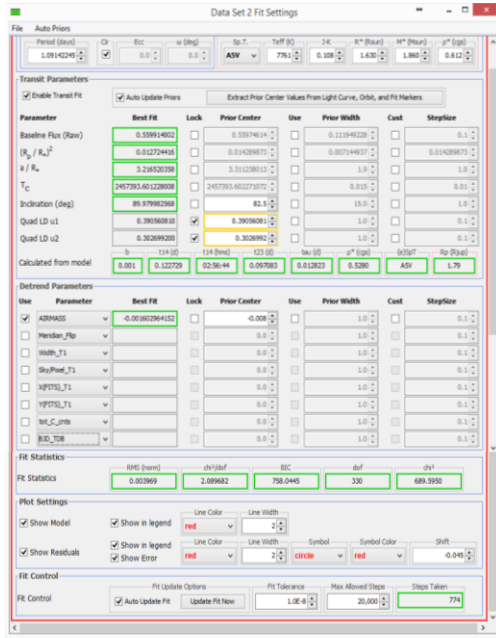 Data Set 2 Fit Settings
File Auto Priors
Period (days) Cir Ecc ω (deg) Sp.T. Teff (K) J-K R* (Rsun) M* (Msun) ρ* (cgs)
1.09142245 0.0 0.0 A5V 7761 0.108 1.630 1.860 0.612
Transit Parameters
Enable Transit Fit Auto Update Priors Extract Prior Center Values From Light Curve, Orbit, and Fit Markers
Parameter Best Fit Lock Prior Center Use Prior Width Cust StepSize
Baseline Flux (Raw) 0.559914002 0.55974614 0.111949228 0.1
(Rp / R*)² 0.012724416 0.014289873 0.007144937 0.014289873
a / R* 3.216520358 3.311238013 1.0 1.0
TC 2457393.601228008 2457393.602271072 0.015 0.01
Inclination (deg) 89.979982568 82.5 15.0 1.0
Quad LD u1 0.390560810 0.39056081 1.0 0.1
Quad LD u2 0.302699200 0.3026992 1.0 0.1
b t14 (d) t14 (hms) t23 (d) tau (d) ρ* (cgs) (e)SpT Rp (Rjup)
Calculated from model 0.001 0.122729 02:56:44 0.097083 0.012823 0.5280 A5V 1.79
Detrend Parameters
Use Parameter Best Fit Lock Prior Center Use Prior Width Cust StepSize
AIRMASS -0.001602964152 -0.008 1.0 0.1
Meridian_Flip 0.0 1.0 0.1
Width_T1 0.0 1.0 0.1
Sky/Pixel_T1 0.0 1.0 0.1
X(FITS)_T1 0.0 1.0 0.1
Y(FITS)_T1 0.0 1.0 0.1
tot_C_cnts 0.0 1.0 0.1
BJD_TDB 0.0 1.0 0.1
Fit Statistics
RMS (norm) chi²/dof BIC dof chi²
Fit Statistics 0.003969 2.089682 758.0445 330 689.5950
Plot Settings
Line Color Line Width
Show Model Show in legend red 2
Line Color Line Width Symbol Symbol Color Shift
Show Residuals Show in legend Show Error red 2 circle red -0.045
Fit Control
Fit Update Options Fit Tolerance Max Allowed Steps Steps Taken
Fit Control Auto Update Fit Update Fit Now 1.0E-8 20,000 774